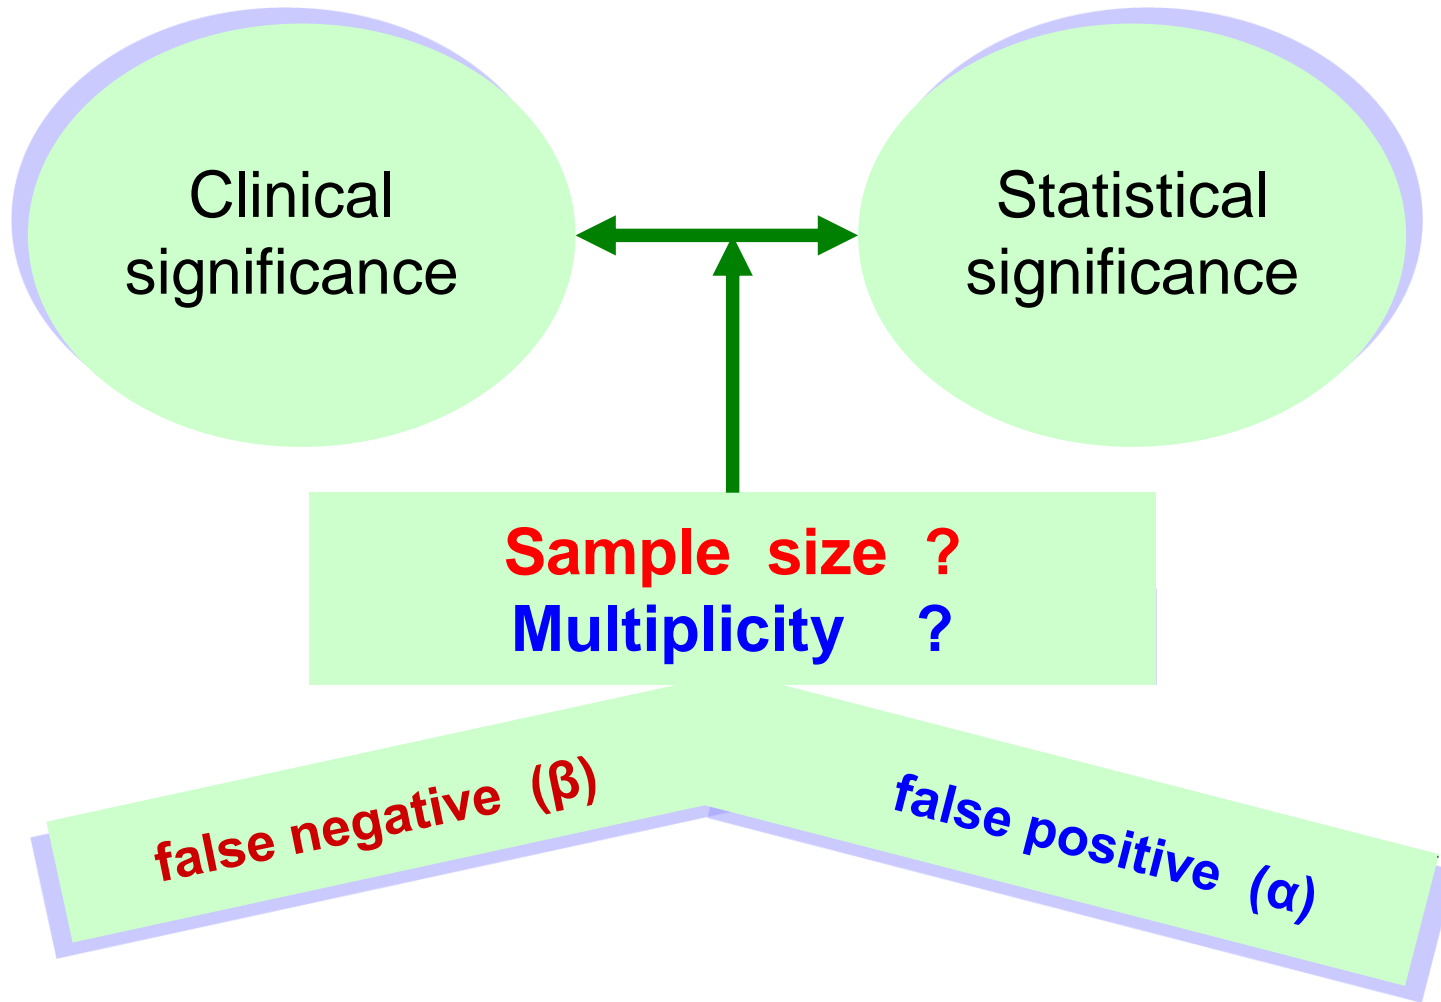 Clinical
significance
Statistical
significance
Sample size ?
Multiplicity ?
false negative (β)
false positive (α)